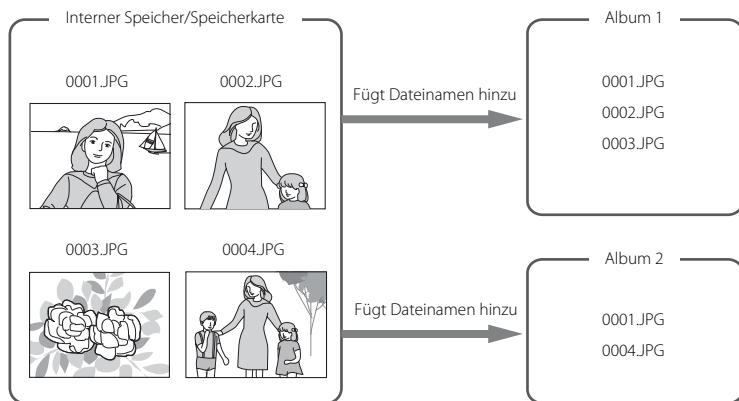 Interner Speicher/Speicherkarte
0001.JPG
0002.JPG
0003.JPG
0004.JPG
Fügt Dateinamen hinzu
Album 1
0001.JPG
0002.JPG
0003.JPG
Fügt Dateinamen hinzu
Album 2
0001.JPG
0004.JPG